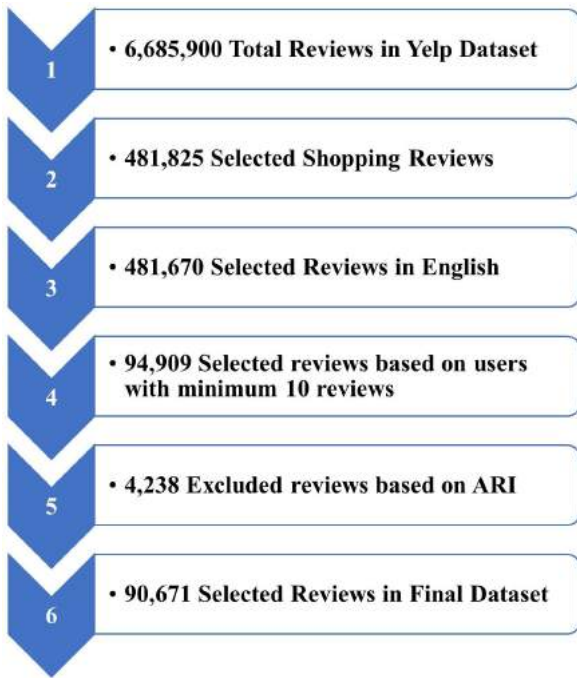 1
• 6,685,900 Total Reviews in Yelp Dataset
2
• 481,825 Selected Shopping Reviews
3
• 481,670 Selected Reviews in English
4
• 94,909 Selected reviews based on users
with minimum 10 reviews
5
• 4,238 Excluded reviews based on ARI
6
• 90,671 Selected Reviews in Final Dataset